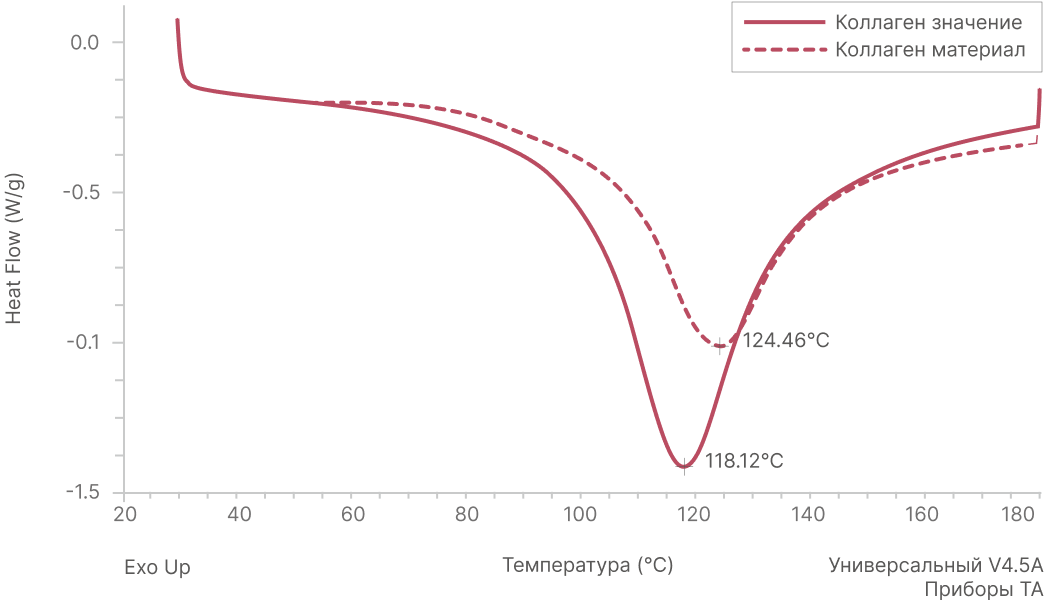 Коллаген значение
Коллаген материал
0.0
-0.5
-0.1
-1.5
Heat Flow (W/g)
124.46°C
118.12°C
20 40 60 80 100 120 140 160 180
Exo Up
Температура (°C)
Универсальный V4.5A
Приборы TA